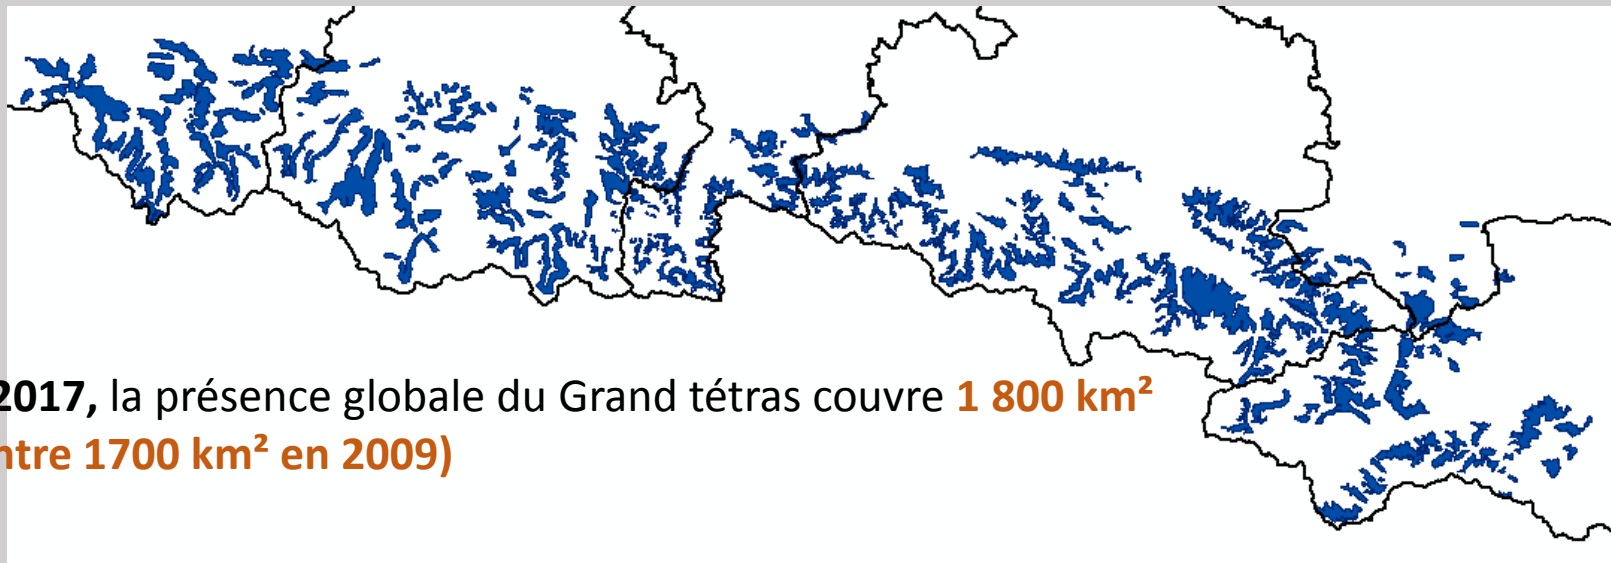 2017, la présence globale du Grand tétras couvre 1 800 km²
ntre 1700 km² en 2009)